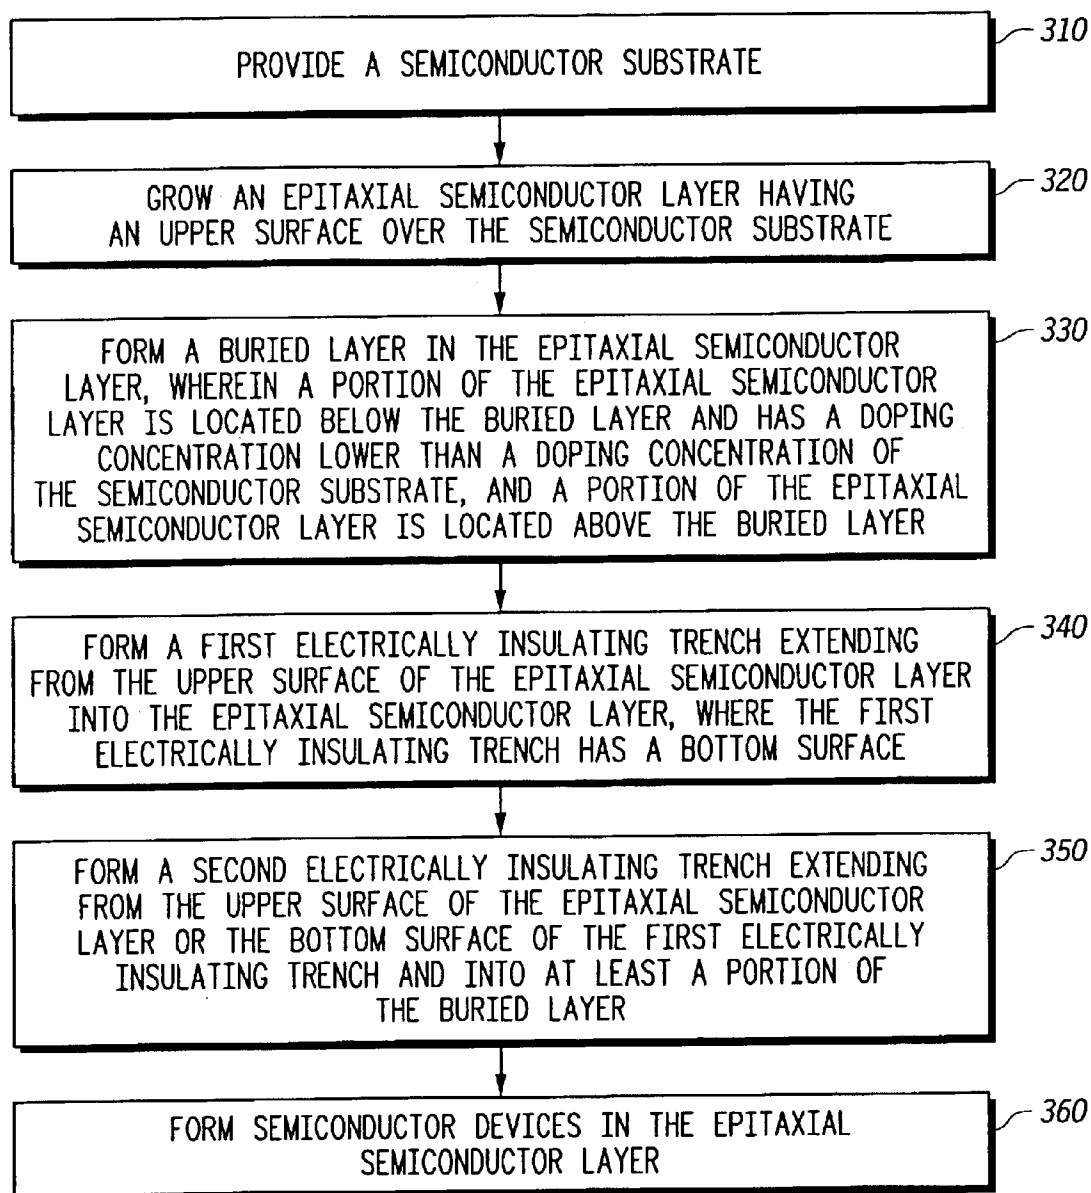 310
PROVIDE A SEMICONDUCTOR SUBSTRATE
320
GROW AN EPITAXIAL SEMICONDUCTOR LAYER HAVING
AN UPPER SURFACE OVER THE SEMICONDUCTOR SUBSTRATE
330
FORM A BURIED LAYER IN THE EPITAXIAL SEMICONDUCTOR
LAYER, WHEREIN A PORTION OF THE EPITAXIAL SEMICONDUCTOR
LAYER IS LOCATED BELOW THE BURIED LAYER AND HAS A DOPING
CONCENTRATION LOWER THAN A DOPING CONCENTRATION OF
THE SEMICONDUCTOR SUBSTRATE, AND A PORTION OF THE EPITAXIAL
SEMICONDUCTOR LAYER IS LOCATED ABOVE THE BURIED LAYER
340
FORM A FIRST ELECTRICALLY INSULATING TRENCH EXTENDING
FROM THE UPPER SURFACE OF THE EPITAXIAL SEMICONDUCTOR LAYER
INTO THE EPITAXIAL SEMICONDUCTOR LAYER, WHERE THE FIRST
ELECTRICALLY INSULATING TRENCH HAS A BOTTOM SURFACE
350
FORM A SECOND ELECTRICALLY INSULATING TRENCH EXTENDING
FROM THE UPPER SURFACE OF THE EPITAXIAL SEMICONDUCTOR
LAYER OR THE BOTTOM SURFACE OF THE FIRST ELECTRICALLY
INSULATING TRENCH AND INTO AT LEAST A PORTION OF
THE BURIED LAYER
360
FORM SEMICONDUCTOR DEVICES IN THE EPITAXIAL
SEMICONDUCTOR LAYER